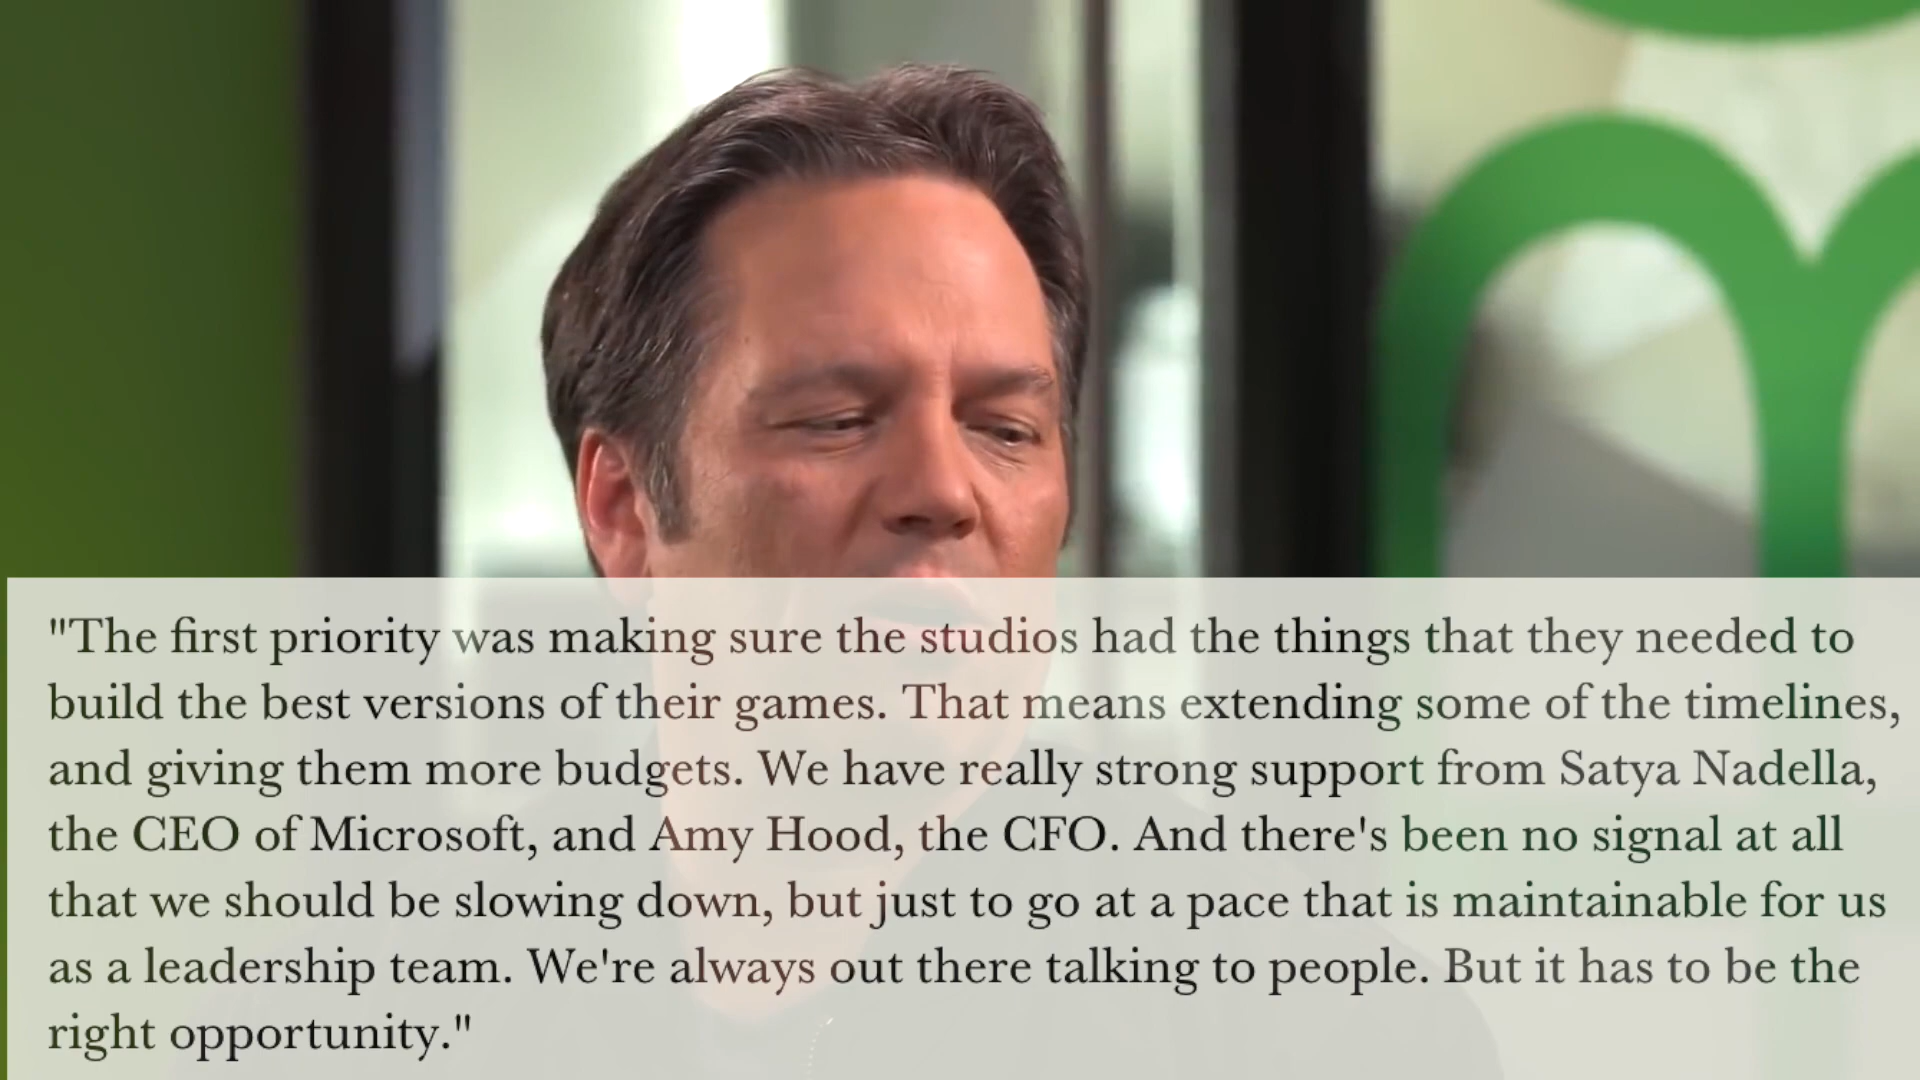 "The first priority was making sure the studios had the things that they needed to
build the best versions of their games. That means extending some of the timelines,
and giving them more budgets. We have really strong support from Satya Nadella,
the CEO of Microsoft, and Amy Hood, the CFO. And there's been no signal at all
that we should be slowing down, but just to go at a pace that is maintainable for us
as a leadership team. We're always out there talking to people. But it has to be the
right opportunity."